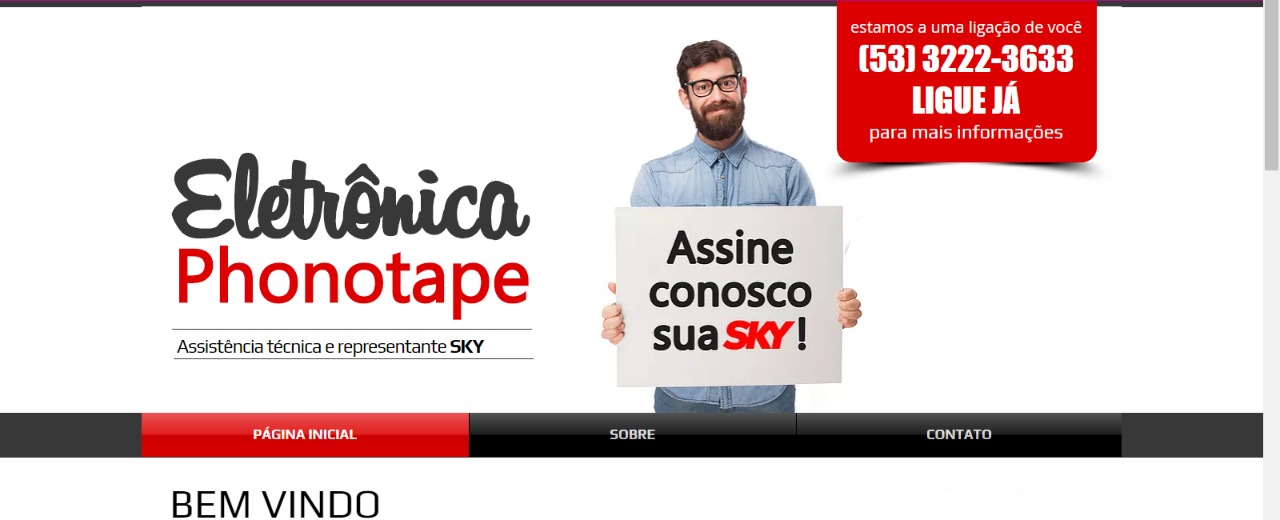 estamos a uma ligação de você
(53) 3222-3633
LIGUE JÁ
para mais informações
Eletrônica
Phonotape
Assistência técnica e representante SKY
Assine
conosco
sua SKY!
PÁGINA INICIAL
SOBRE
CONTATO
BEM VINDO